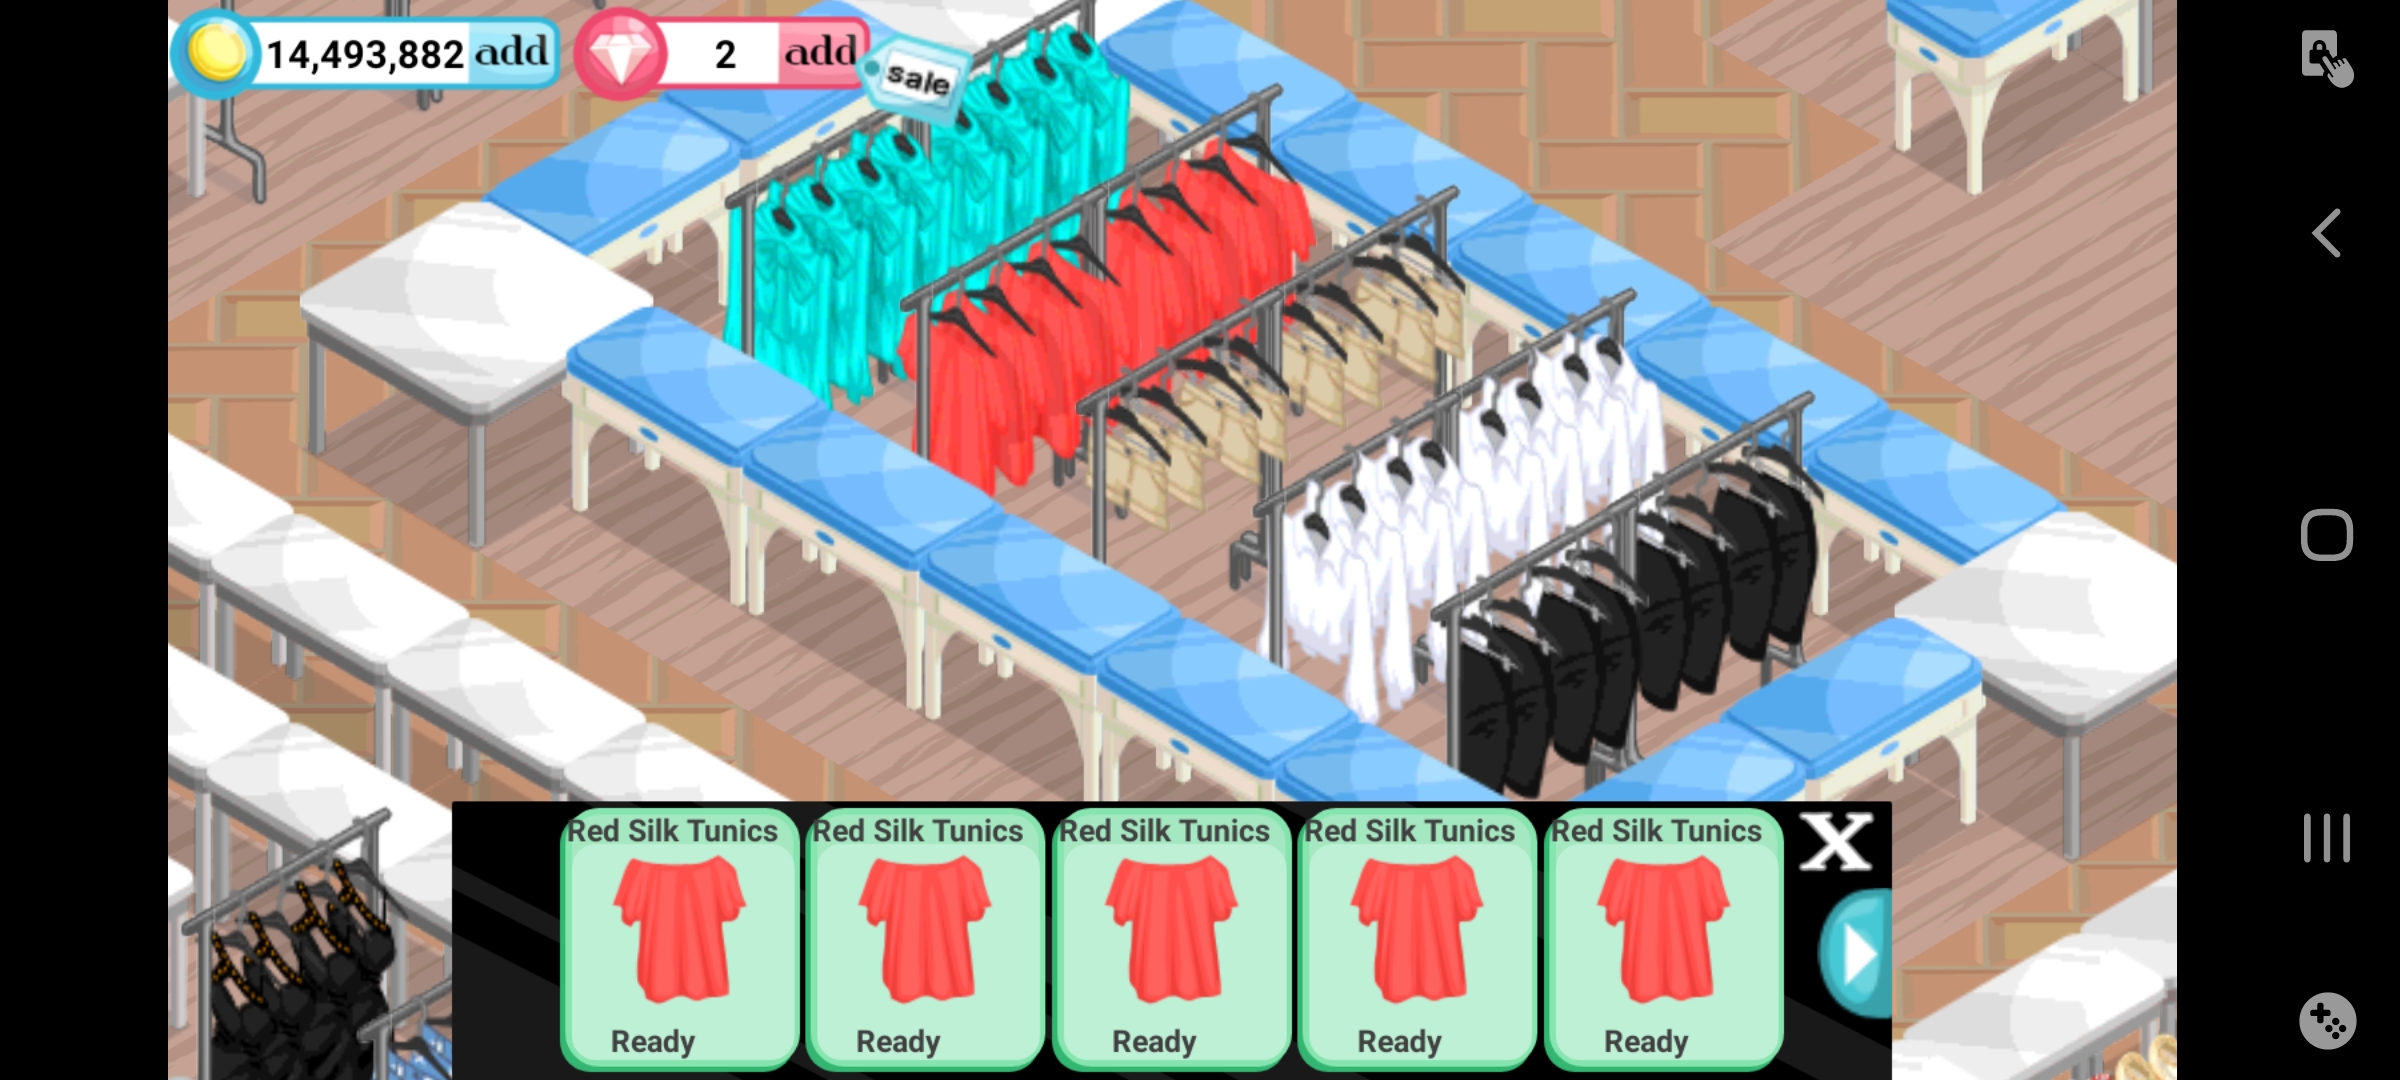 14,493,882 add
2 add
sale
Red Silk Tunics
Ready
Red Silk Tunics
Ready
Red Silk Tunics
Ready
Red Silk Tunics
Ready
Red Silk Tunics
Ready
X